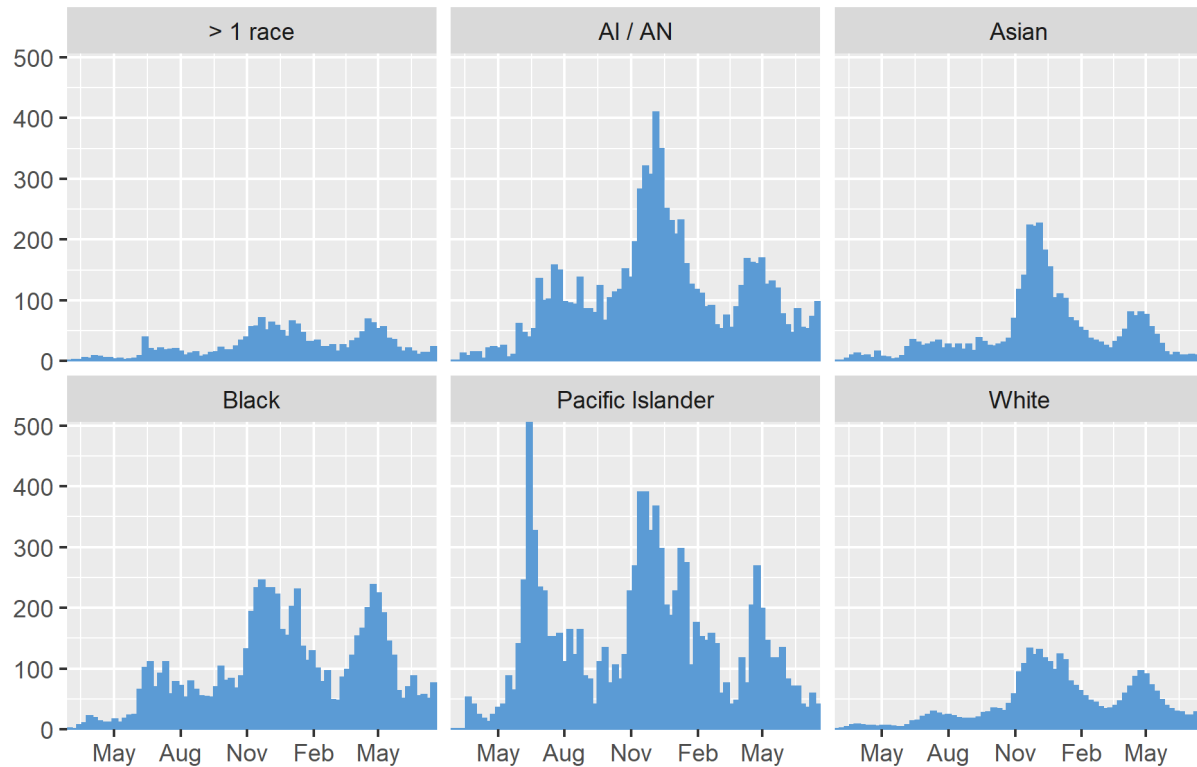 > 1 race
AI / AN
Asian
500
400
300
200
100
0
Black
Pacific Islander
White
500
400
300
200
100
0
May Aug Nov Feb May
May Aug Nov Feb May
May Aug Nov Feb May